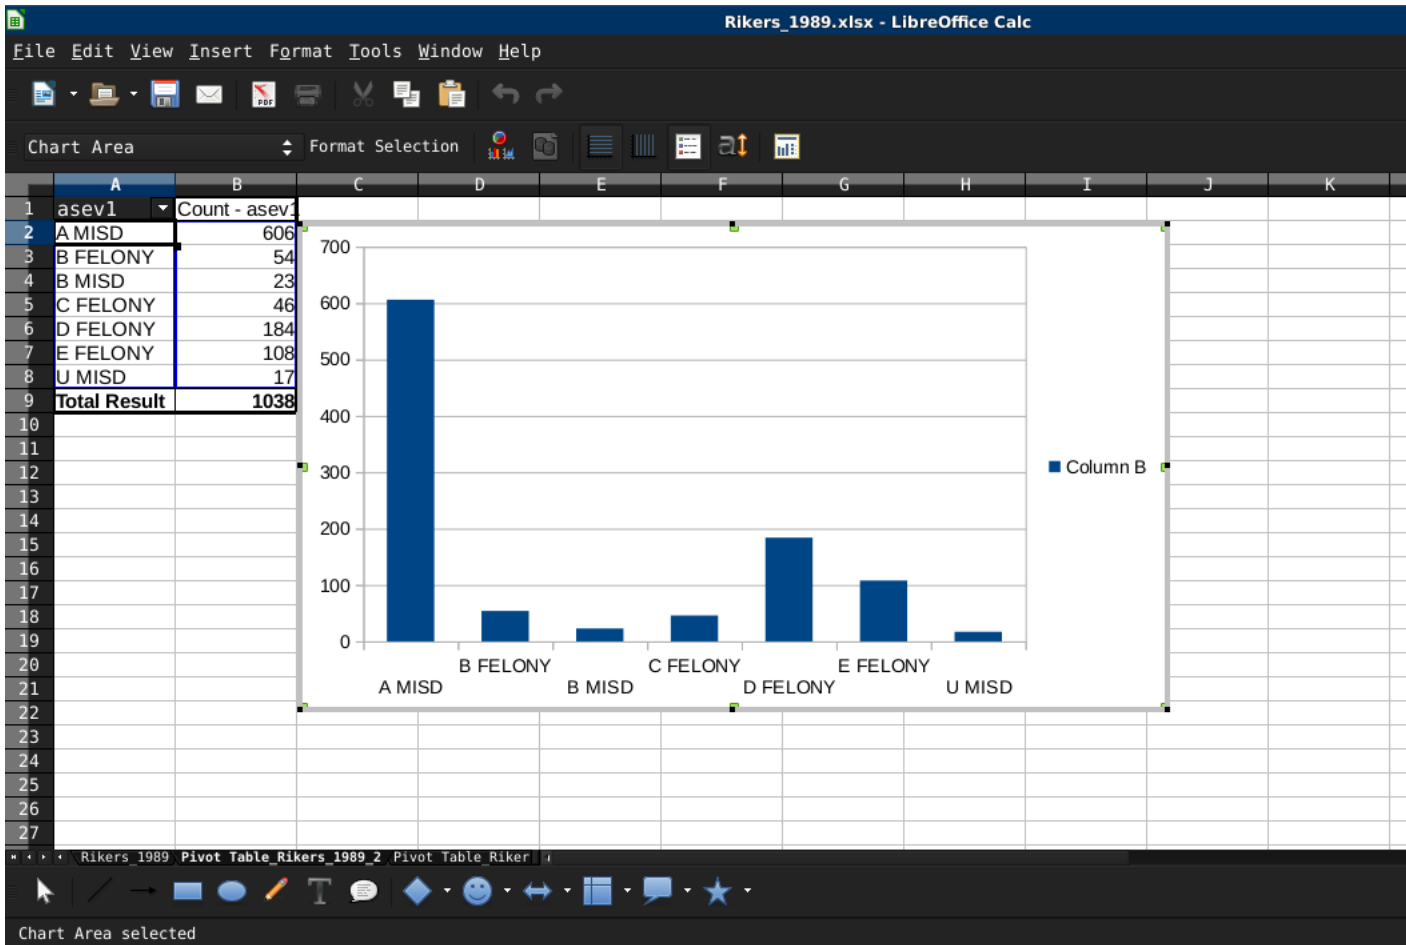 Rikers_1989.xlsx - LibreOffice Calc
File Edit View Insert Format Tools Window Help
PDF
Chart Area Format Selection
A B C D E F G H I J K
1 asev1 Count - asev1
2 A MISD 606
3 B FELONY 54
4 B MISD 23
5 C FELONY 46
6 D FELONY 184
7 E FELONY 108
8 U MISD 17
9 Total Result 1038
10
11
12
13
14
15
16
17
18
19
20
21
22
23
24
25
26
27
700
600
500
400
300
200
100
0
B FELONY C FELONY E FELONY
A MISD B MISD D FELONY U MISD
Column B
Rikers_1989 Pivot Table_Rikers_1989_2 Pivot Table_Riker
Chart Area selected